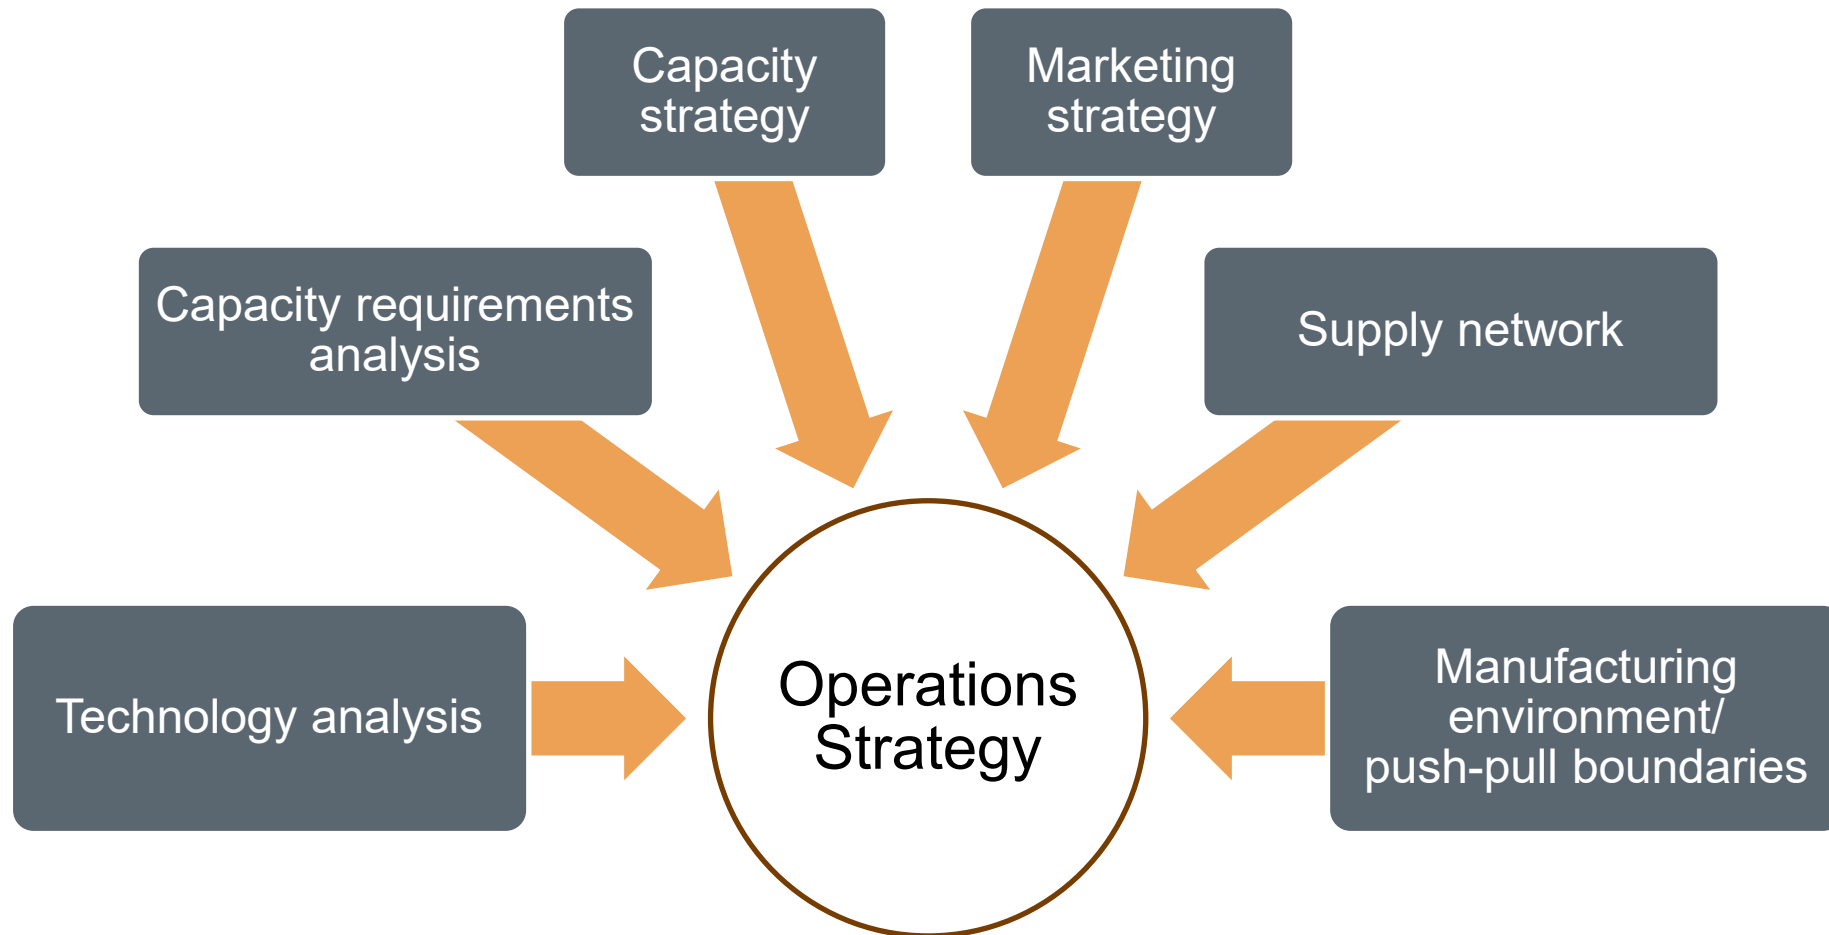 Capacity
strategy
Marketing
strategy
Capacity requirements
analysis
Supply network
Technology analysis
Operations
Strategy
Manufacturing
environment/
push-pull boundaries